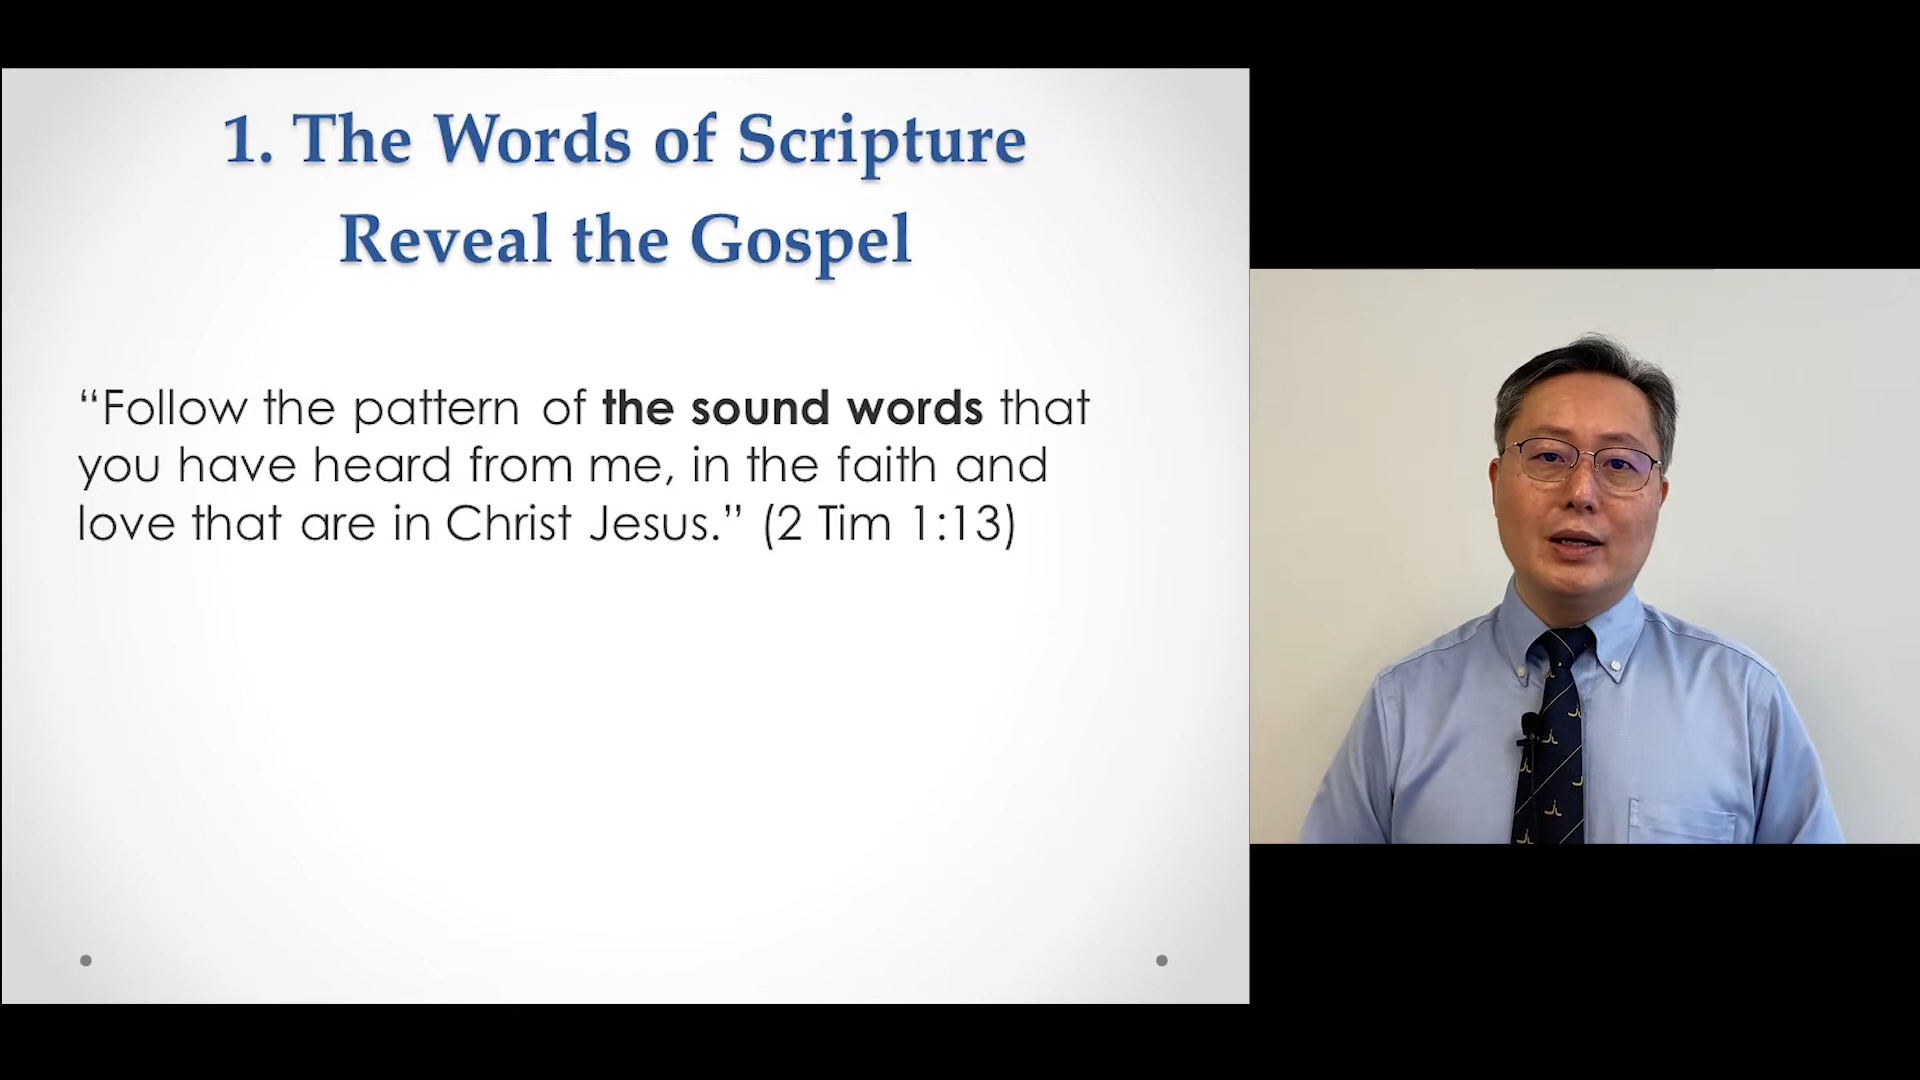 1. The Words of Scripture
Reveal the Gospel
“Follow the pattern of the sound words that
you have heard from me, in the faith and
love that are in Christ Jesus.” (2 Tim 1:13)